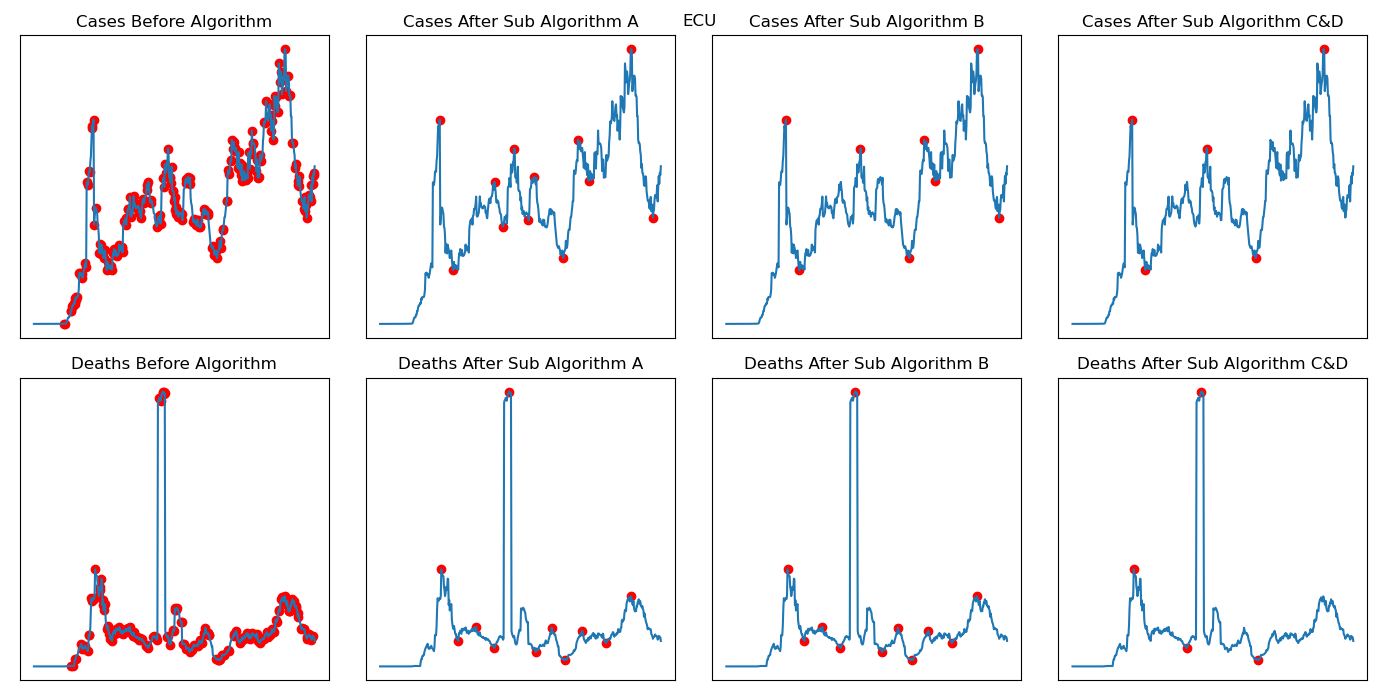 ECU
Cases Before Algorithm
Cases After Sub Algorithm A
Cases After Sub Algorithm B
Cases After Sub Algorithm C&D
Deaths Before Algorithm
Deaths After Sub Algorithm A
Deaths After Sub Algorithm B
Deaths After Sub Algorithm C&D